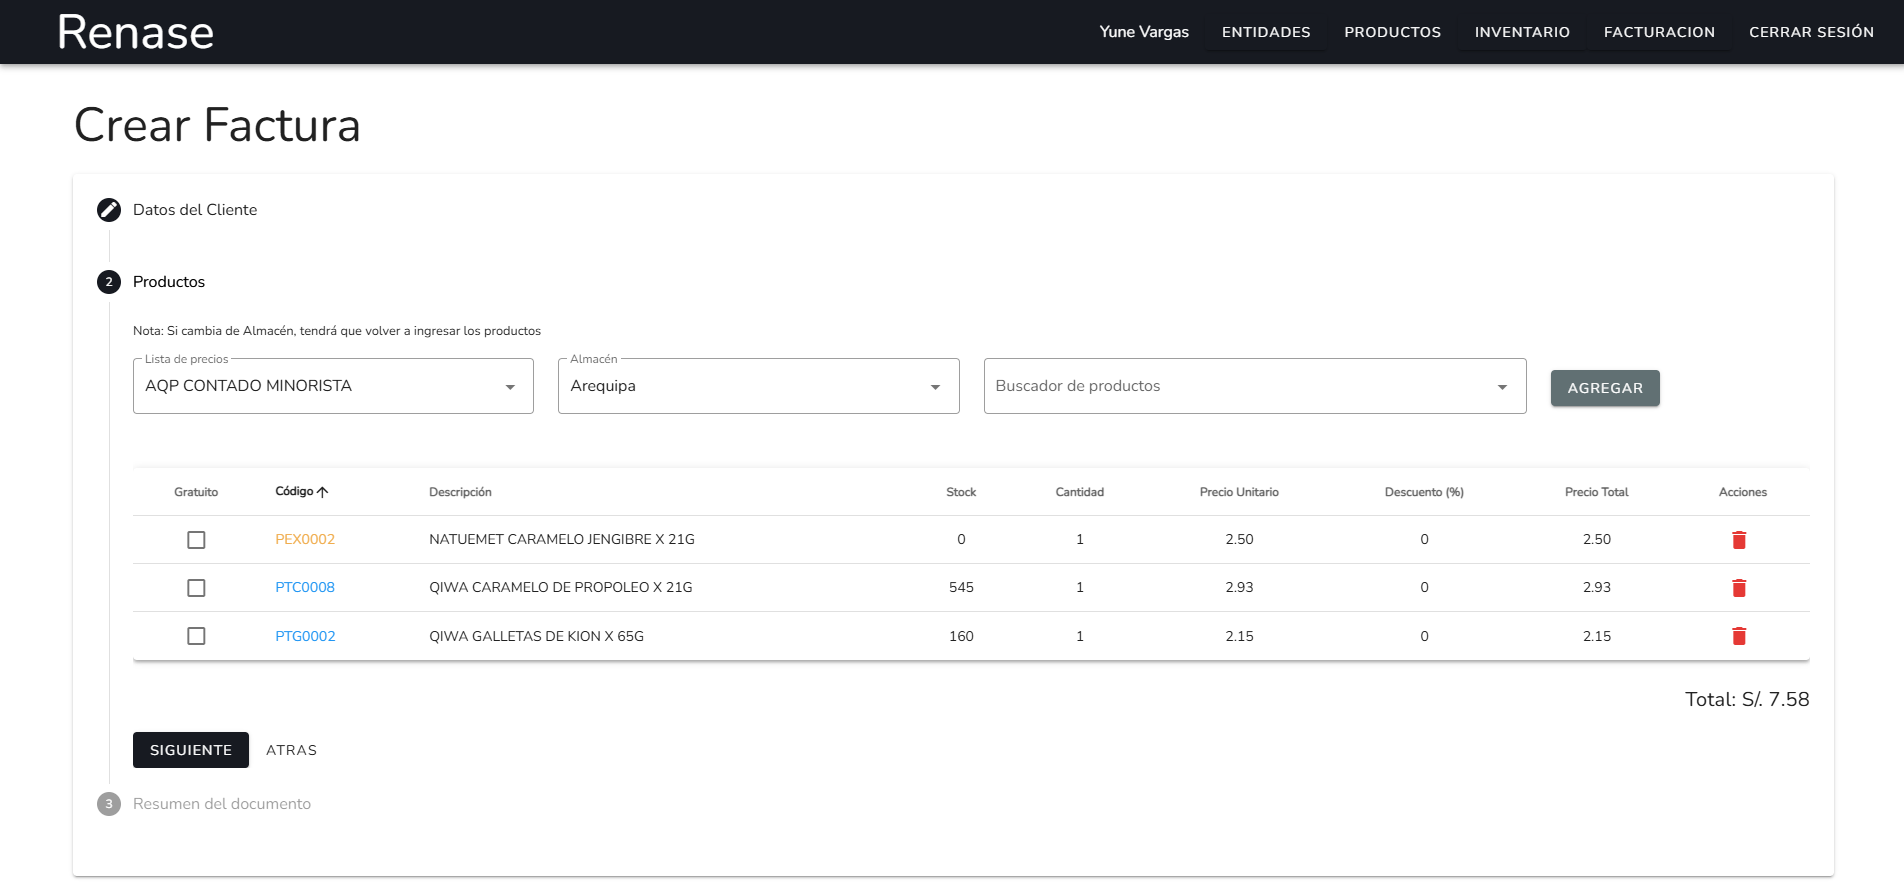 Renase
Yune Vargas ENTIDADES PRODUCTOS INVENTARIO FACTURACION CERRAR SESIÓN
Crear Factura
Datos del Cliente
2 Productos
Nota: Si cambia de Almacén, tendrá que volver a ingresar los productos
Lista de precios Almacén
AQP CONTADO MINORISTA Arequipa Buscador de productos AGREGAR
Gratuito Código Descripción Stock Cantidad Precio Unitario Descuento (%) Precio Total Acciones
PEX0002 NATUEMET CARAMELO JENGIBRE X 21G 0 1 2.50 0 2.50
PTC0008 QIWA CARAMELO DE PROPOLEO X 21G 545 1 2.93 0 2.93
PTG0002 QIWA GALLETAS DE KION X 65G 160 1 2.15 0 2.15
Total: S/. 7.58
SIGUIENTE ATRAS
3 Resumen del documento